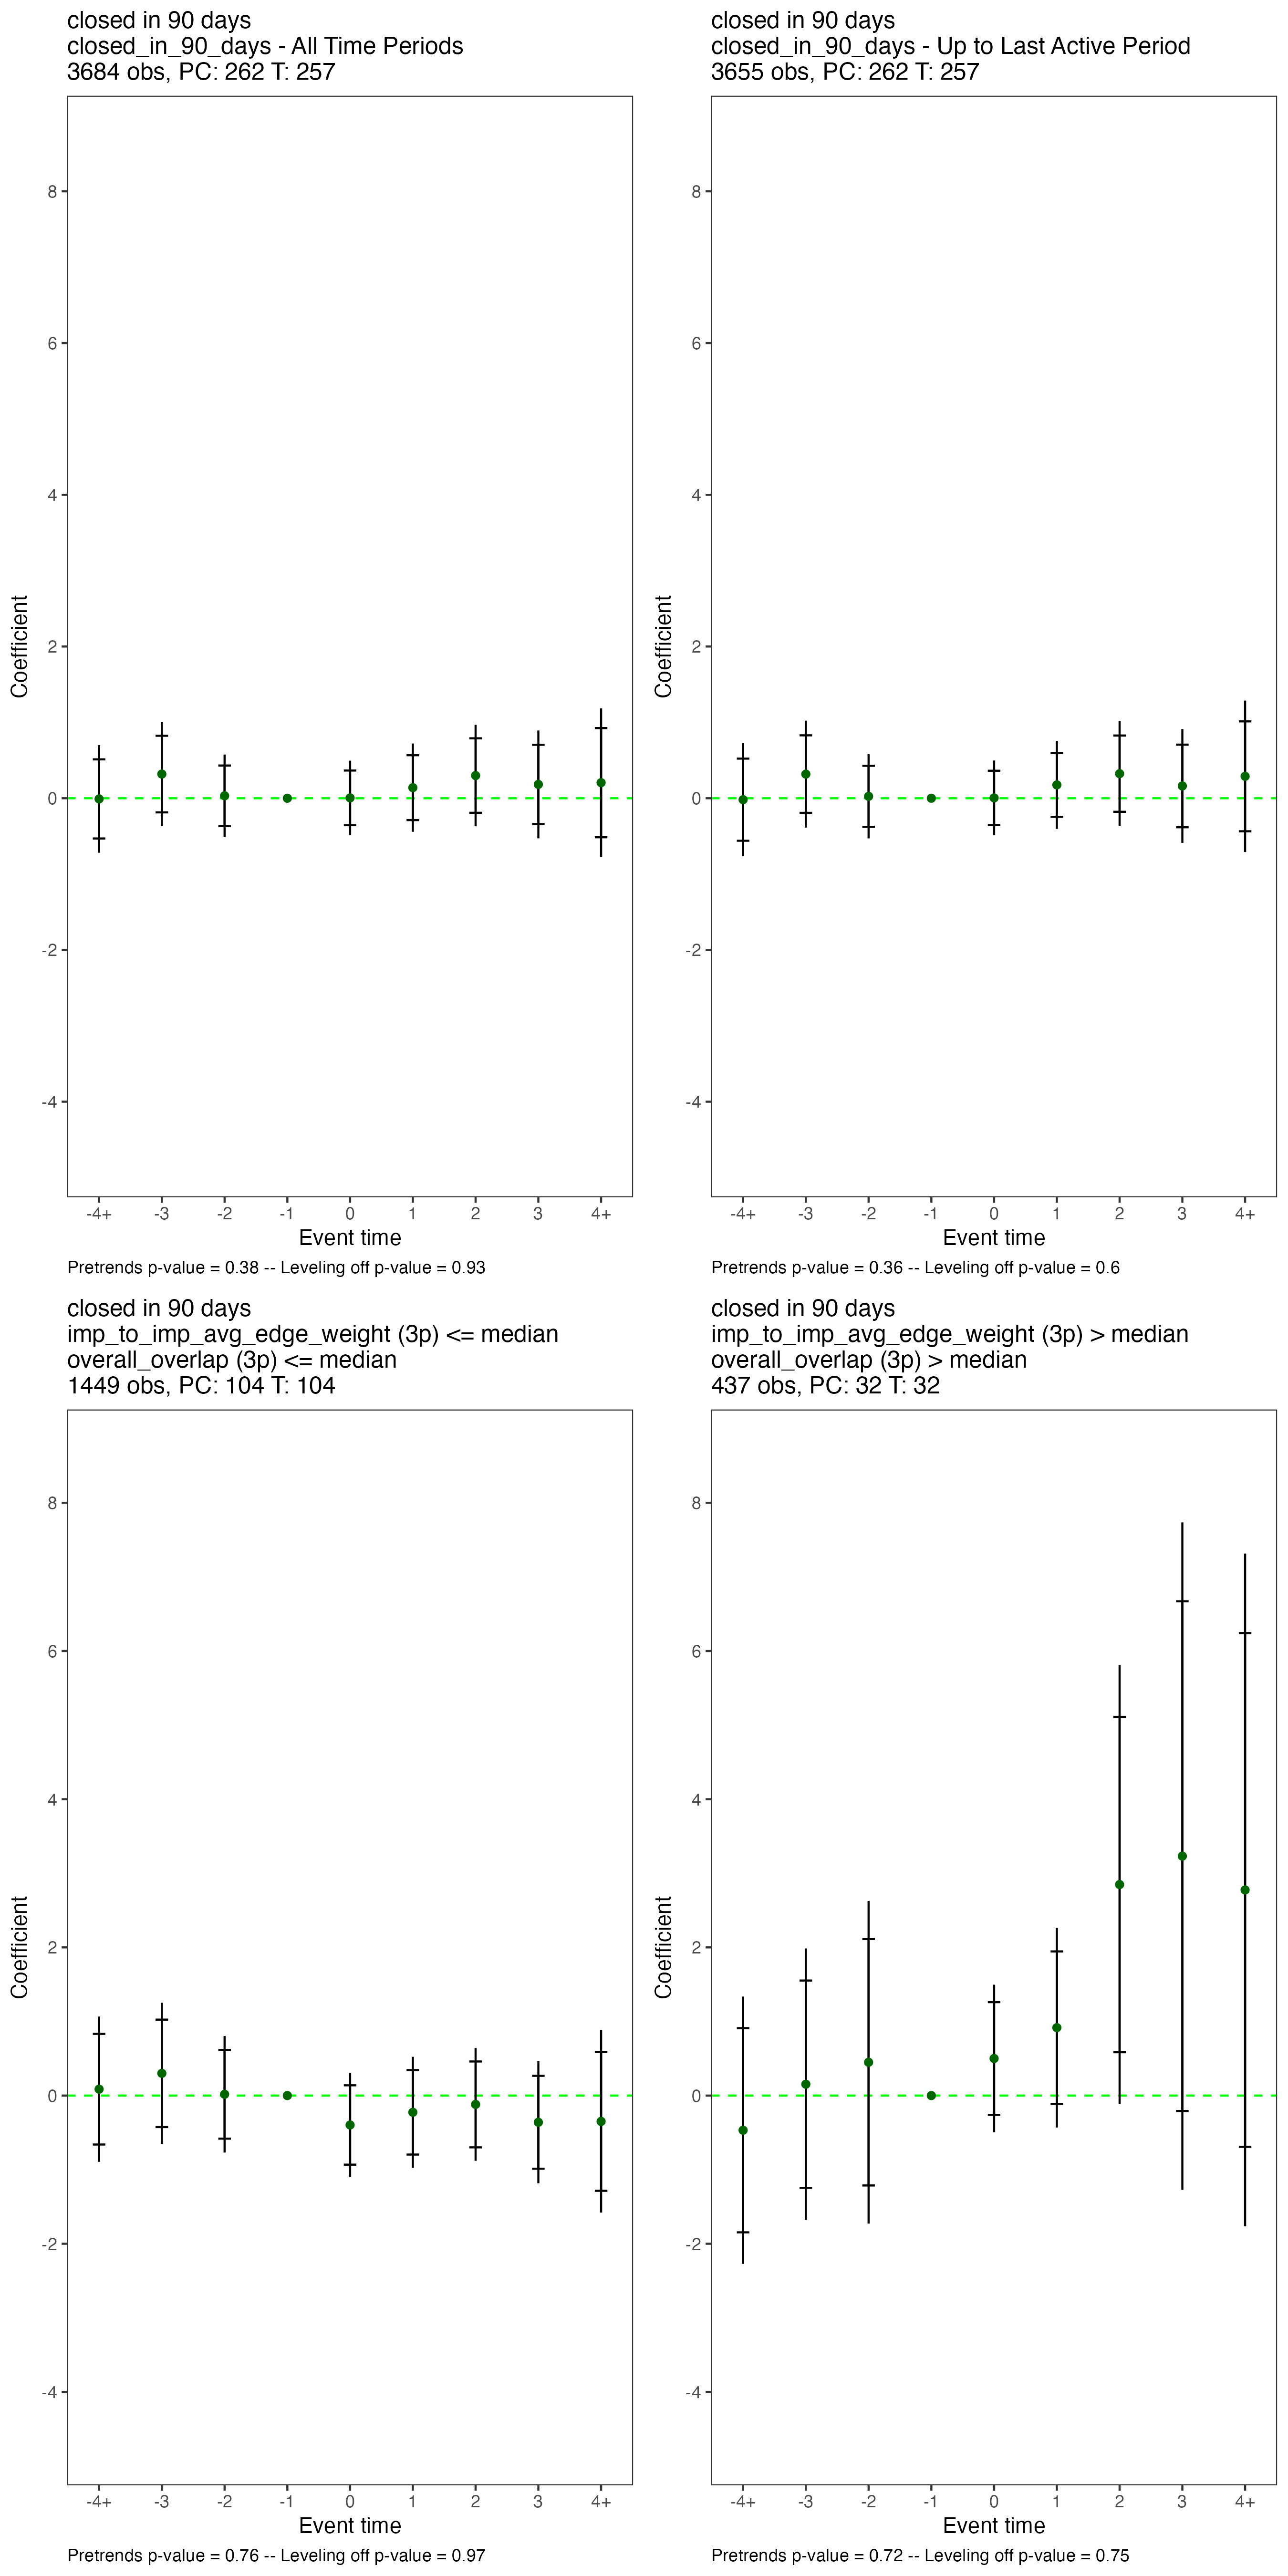 closed in 90 days
closed_in_90_days - All Time Periods
3684 obs, PC: 262 T: 257
8
6
4
2
0
-2
-4
Coefficient
-4+ -3 -2 -1 0 1 2 3 4+
Event time
Pretrends p-value = 0.38 -- Leveling off p-value = 0.93
closed in 90 days
closed_in_90_days - Up to Last Active Period
3655 obs, PC: 262 T: 257
8
6
4
2
0
-2
-4
Coefficient
-4+ -3 -2 -1 0 1 2 3 4+
Event time
Pretrends p-value = 0.36 -- Leveling off p-value = 0.6
closed in 90 days
imp_to_imp_avg_edge_weight (3p) <= median
overall_overlap (3p) <= median
1449 obs, PC: 104 T: 104
8
6
4
2
0
-2
-4
Coefficient
-4+ -3 -2 -1 0 1 2 3 4+
Event time
Pretrends p-value = 0.76 -- Leveling off p-value = 0.97
closed in 90 days
imp_to_imp_avg_edge_weight (3p) > median
overall_overlap (3p) > median
437 obs, PC: 32 T: 32
8
6
4
2
0
-2
-4
Coefficient
-4+ -3 -2 -1 0 1 2 3 4+
Event time
Pretrends p-value = 0.72 -- Leveling off p-value = 0.75